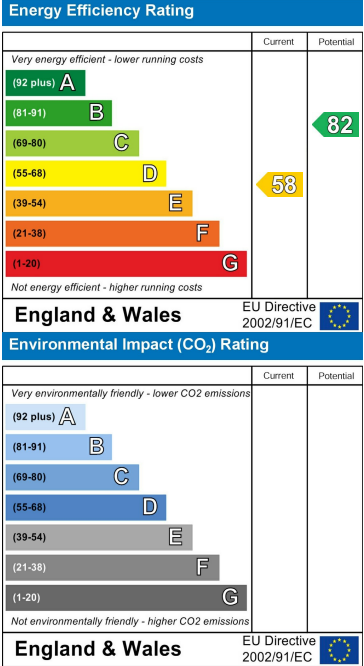 Energy Efficiency Rating
Current Potential
Very energy efficient - lower running costs
(92 plus) A
(81-91) B
82
(69-80) C
(55-68) D
58
(39-54) E
(21-38) F
(1-20) G
Not energy efficient - higher running costs
England & Wales
EU Directive
2002/91/EC
Environmental Impact (CO2) Rating
Current Potential
Very environmentally friendly - lower CO2 emissions
(92 plus) A
(81-91) B
(69-80) C
(55-68) D
(39-54) E
(21-38) F
(1-20) G
Not environmentally friendly - higher CO2 emissions
England & Wales
EU Directive
2002/91/EC